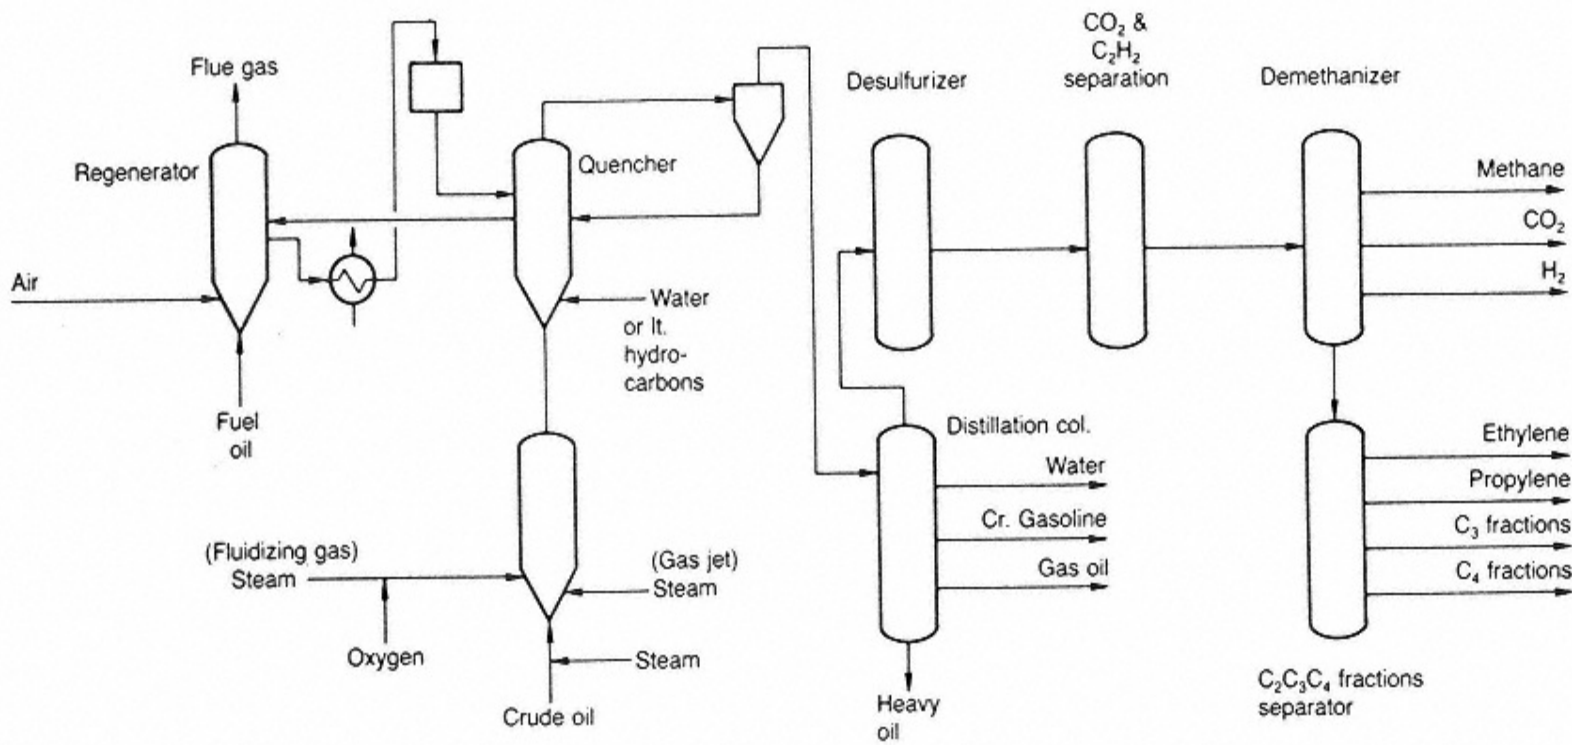 Flue gas
Regenerator
Air
Fuel
oil
Quencher
Water
or lt.
hydro-
carbons
(Fluidizing gas)
Steam
Oxygen
(Gas jet)
Steam
Steam
Crude oil
Desulfurizer
CO₂ &
C₂H₂
separation
Demethanizer
Methane
CO₂
H₂
Distillation col.
Water
Cr. Gasoline
Gas oil
Heavy
oil
Ethylene
Propylene
C₃ fractions
C₄ fractions
C₂C₃C₄ fractions
separator